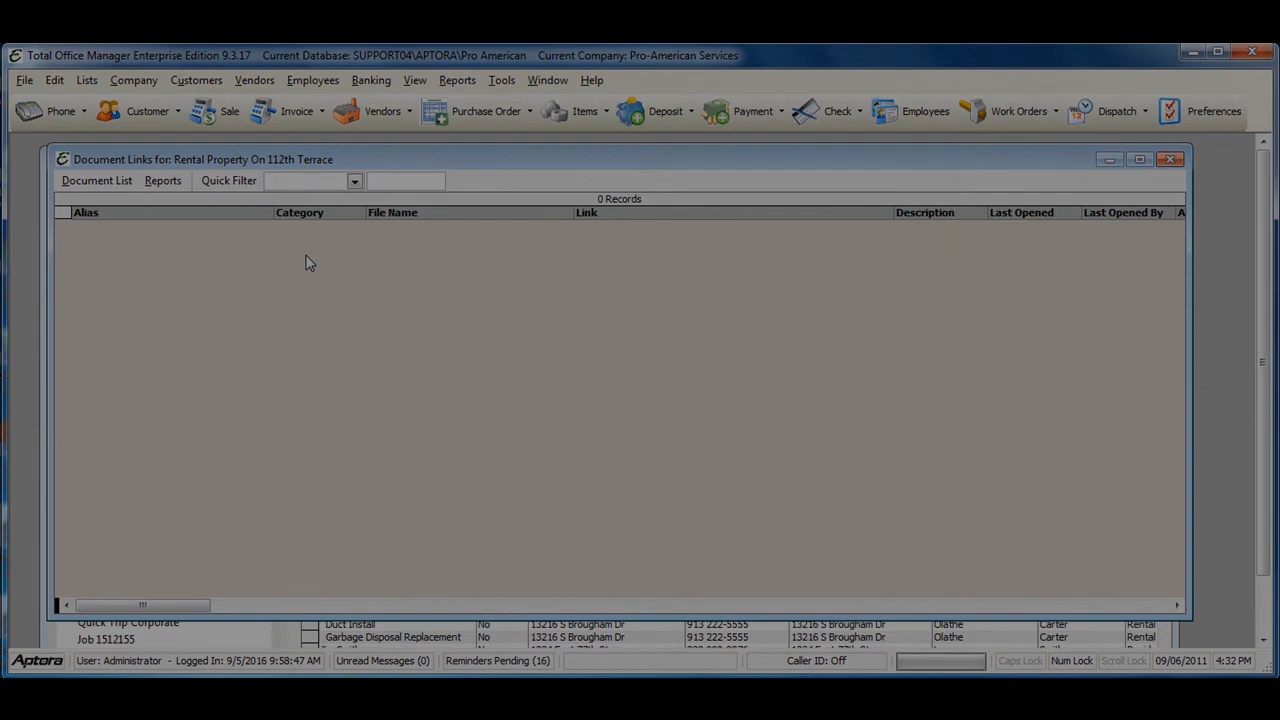 Total Office Manager Enterprise Edition 9.3.17 Current Database: SUPPORT04\APTORA\Pro American Current Company: Pro-American Services
File Edit Lists Company Customers Vendors Employees Banking View Reports Tools Window Help
Phone Customer Sale Invoice Vendors Purchase Order Items Deposit Payment Check Employees Work Orders Dispatch Preferences
Document Links for: Rental Property On 112th Terrace
Document List Reports Quick Filter
0 Records
Alias Category File Name Link Description Last Opened Last Opened By A
Quick Trip Corporate Duct Install No 13216 S Brougham Dr 913 222-5555 13216 S Brougham Dr Olathe Carter Rental
Job 1512155 Garbage Disposal Replacement No 13216 S Brougham Dr 913 222-5555 13216 S Brougham Dr Olathe Carter Rental
Aptora User: Administrator - Logged In: 9/5/2016 9:58:47 AM Unread Messages (0) Reminders Pending (16) Caller ID: Off Caps Lock Num Lock Scroll Lock 09/06/2011 4:32 PM